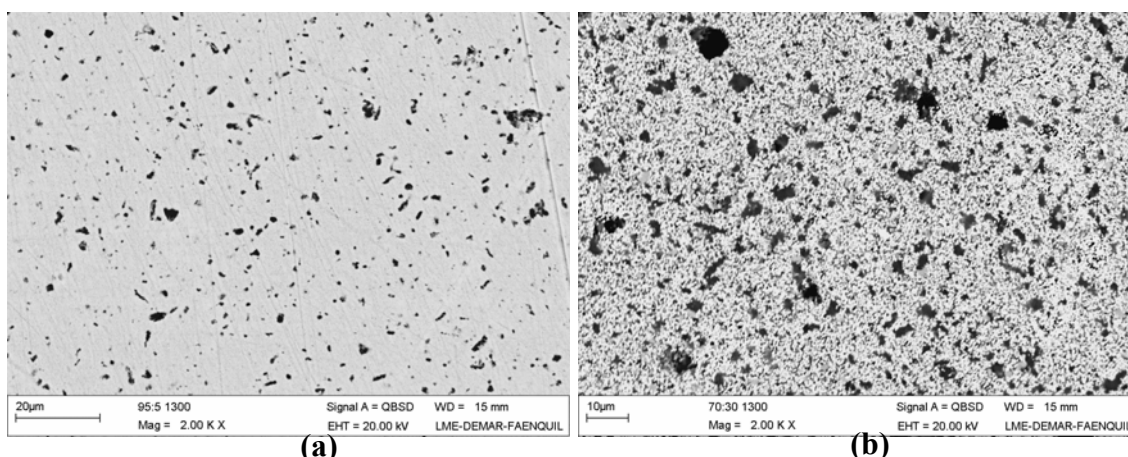 20µm
95:5 1300
Signal A = QBSD
WD = 15 mm
Mag = 2.00 K X
EHT = 20.00 kV
LME-DEMAR-FAENQUIL
(a)
10µm
70:30 1300
Signal A = QBSD
WD = 15 mm
Mag = 2.00 K X
EHT = 20.00 kV
LME-DEMAR-FAENQUIL
(b)